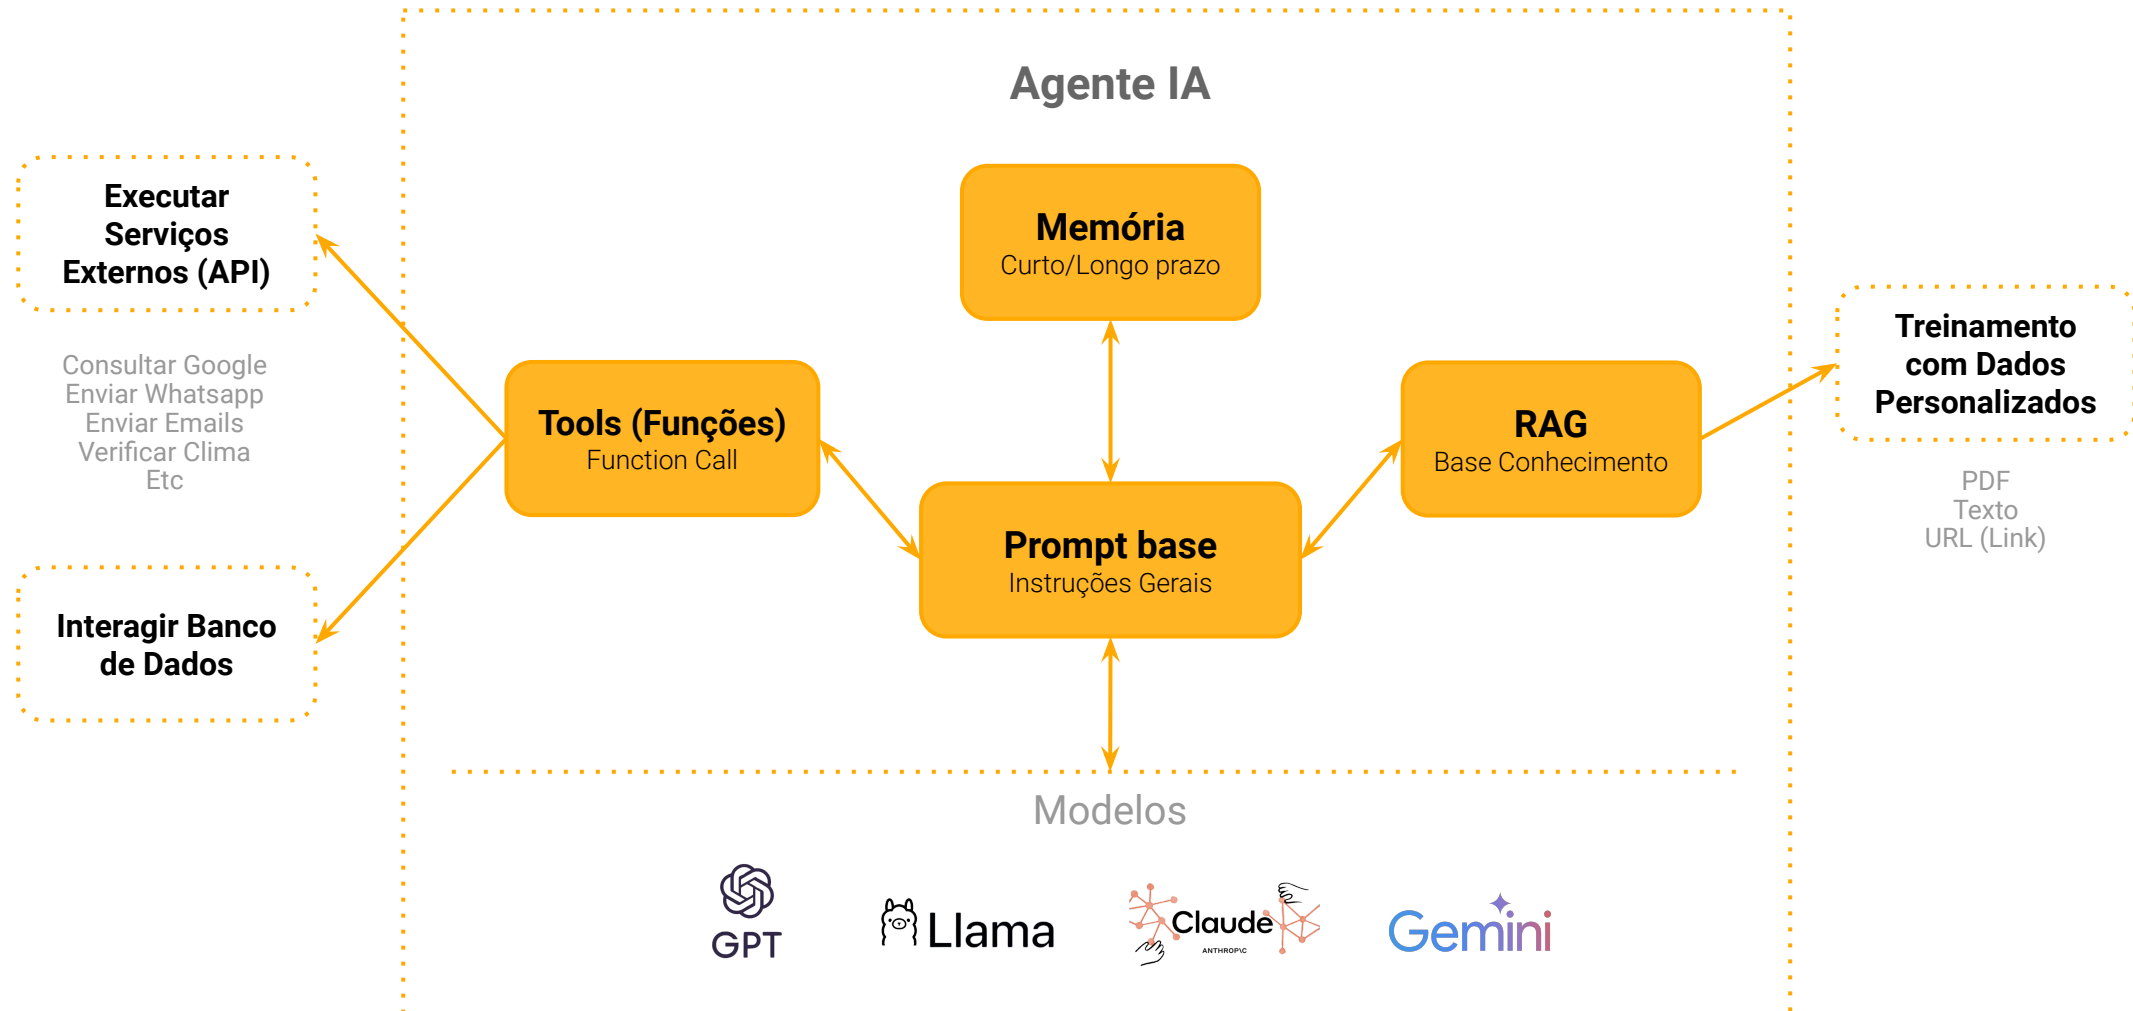 Agente IA
Executar
Serviços
Externos (API)
Consultar Google
Enviar Whatsapp
Enviar Emails
Verificar Clima
Etc
Interagir Banco
de Dados
Tools (Funções)
Function Call
Memória
Curto/Longo prazo
Prompt base
Instruções Gerais
RAG
Base Conhecimento
Treinamento
com Dados
Personalizados
PDF
Texto
URL (Link)
Modelos
GPT
Llama
Claude
ANTHROP\C
Gemini